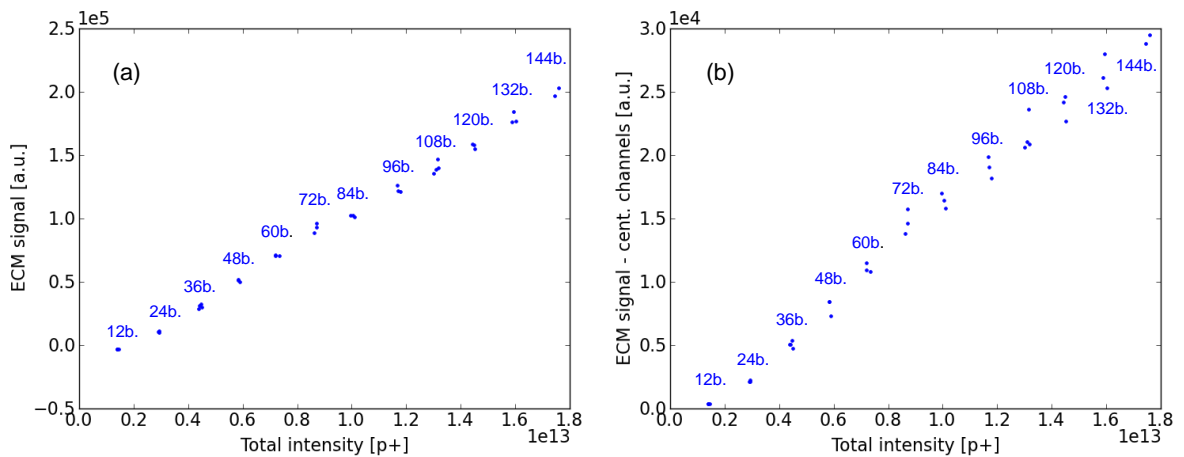 1e5
2.5
2.0
1.5
1.0
0.5
0.0
−0.5
ECM signal [a.u.]
(a)
12b.
24b.
36b.
48b.
60b.
72b.
84b.
96b.
108b.
120b.
132b.
144b.
0.0 0.2 0.4 0.6 0.8 1.0 1.2 1.4 1.6 1.8
1e13
Total intensity [p+]
1e4
3.0
2.5
2.0
1.5
1.0
0.5
0.0
ECM signal - cent. channels [a.u.]
(b)
12b.
24b.
36b.
48b.
60b.
72b.
84b.
96b.
108b.
120b.
132b.
144b.
0.0 0.2 0.4 0.6 0.8 1.0 1.2 1.4 1.6 1.8
1e13
Total intensity [p+]